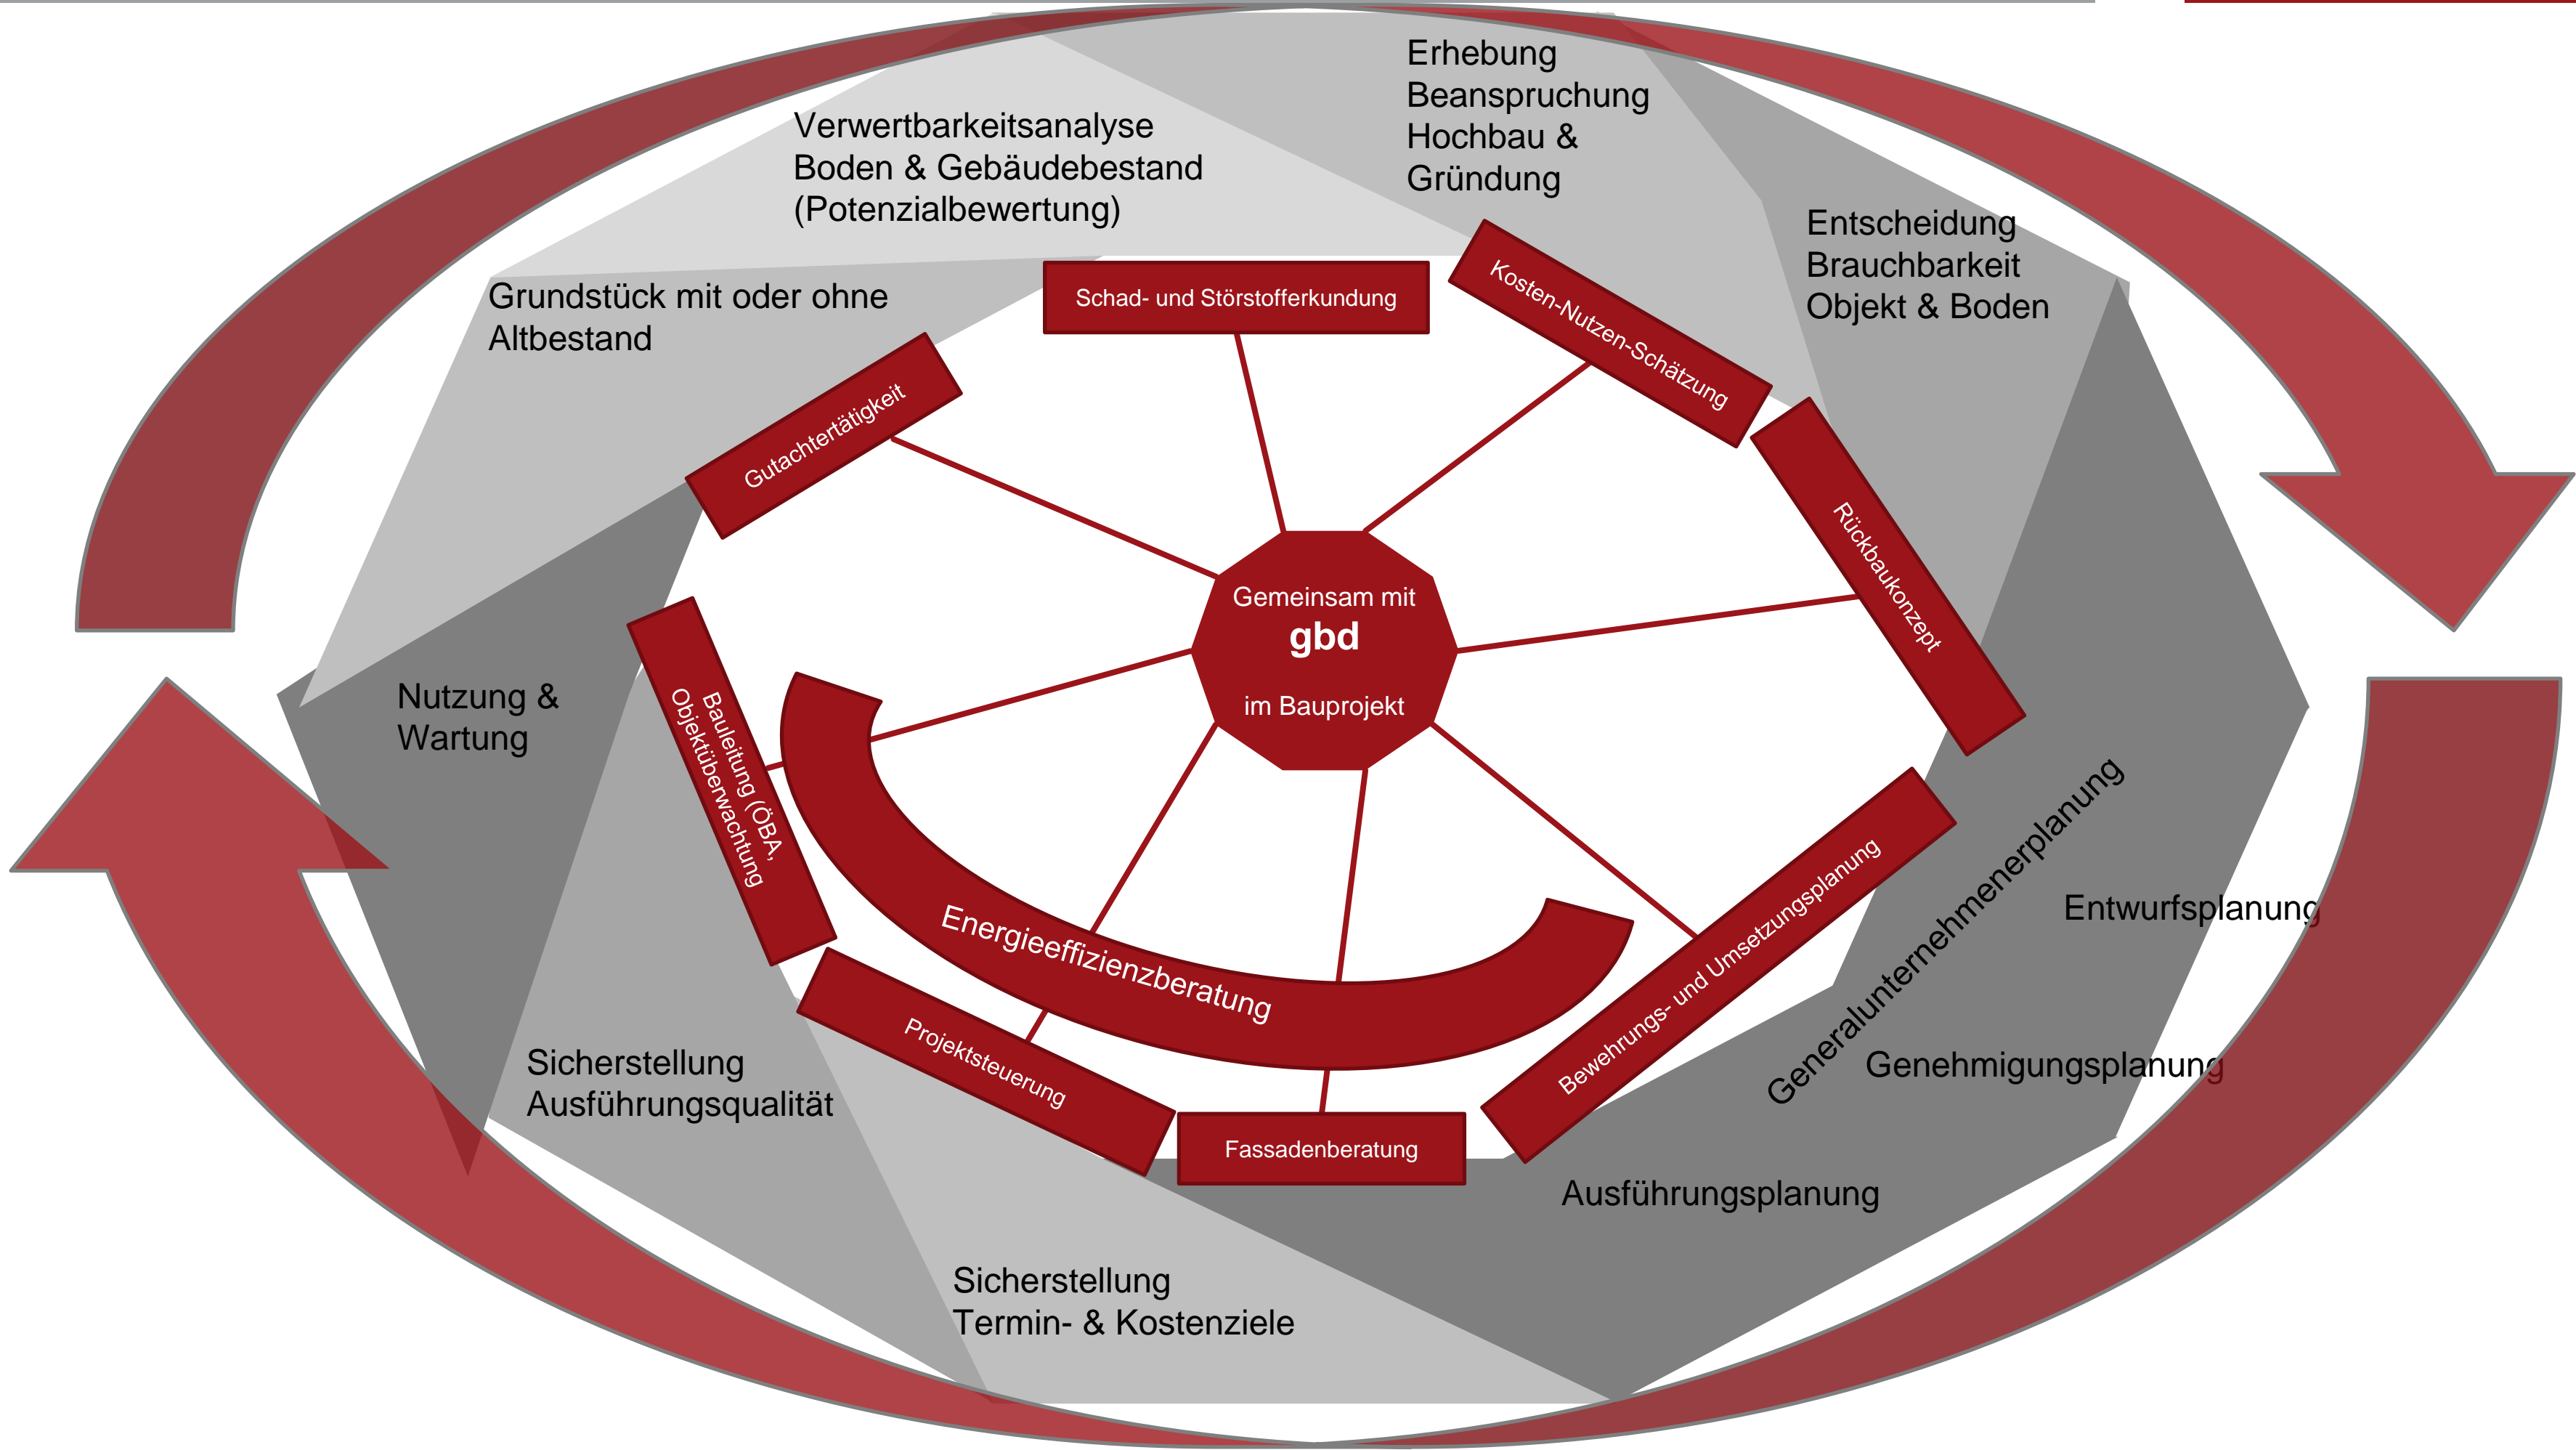 Erhebung
Beanspruchung
Hochbau &
Gründung
Verwertbarkeitsanalyse
Boden & Gebäudebestand
(Potenzialbewertung)
Entscheidung
Brauchbarkeit
Objekt & Boden
Grundstück mit oder ohne
Altbestand
Schad- und Störstofferkundung
Kosten-Nutzen-Schätzung
Gutachtertätigkeit
Rückbaukonzept
Gemeinsam mit
gbd
im Bauprojekt
Nutzung &
Wartung
Bauleitung (ÖBA,
Objektüberwachtung
Energieeffizienzberatung
Bewehrungs- und Umsetzungsplanung
Generalunternehmenerplanung
Entwurfsplanung
Genehmigungsplanung
Projektsteuerung
Sicherstellung
Ausführungsqualität
Fassadenberatung
Ausführungsplanung
Sicherstellung
Termin- & Kostenziele